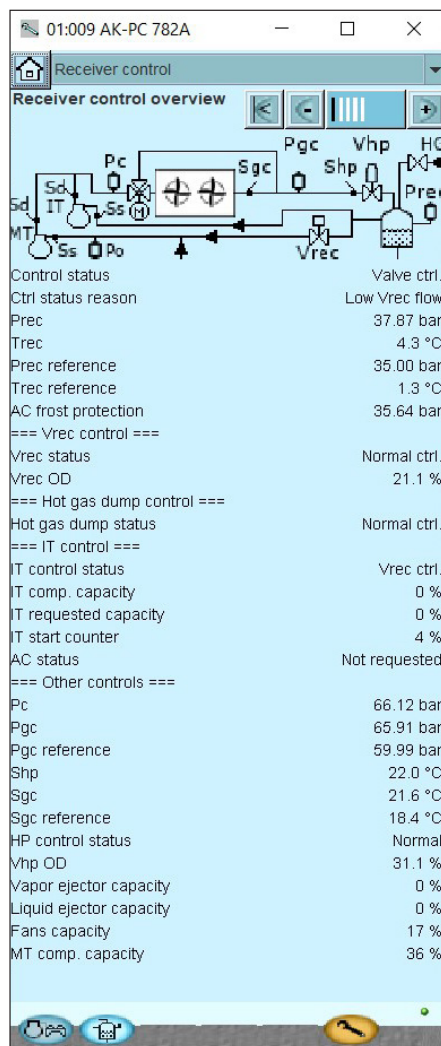 01:009 AK-PC 782A
Receiver control
Receiver control overview
Pgc Vhp HG
Pc Sgc Shp
Sd Prec
Sd IT Ss M
MT Ss Po Vrec
Control status Valve ctrl.
Ctrl status reason Low Vrec flow
Prec 37.87 bar
Trec 4.3 °C
Prec reference 35.00 bar
Trec reference 1.3 °C
AC frost protection 35.64 bar
=== Vrec control ===
Vrec status Normal ctrl.
Vrec OD 21.1 %
=== Hot gas dump control ===
Hot gas dump status Normal ctrl.
=== IT control ===
IT control status Vrec ctrl.
IT comp. capacity 0 %
IT requested capacity 0 %
IT start counter 4 %
AC status Not requested
=== Other controls ===
Pc 66.12 bar
Pgc 65.91 bar
Pgc reference 59.99 bar
Shp 22.0 °C
Sgc 21.6 °C
Sgc reference 18.4 °C
HP control status Normal
Vhp OD 31.1 %
Vapor ejector capacity 0 %
Liquid ejector capacity 0 %
Fans capacity 17 %
MT comp. capacity 36 %